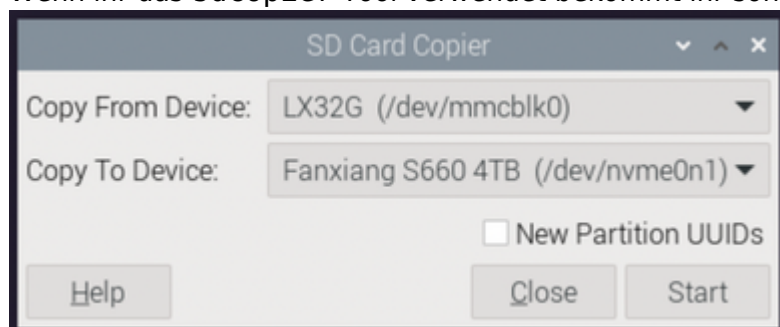 SD Card Copier
Copy From Device: LX32G (/dev/mmcblk0)
Copy To Device: Fanxiang S660 4TB (/dev/nvme0n1)
New Partition UUIDs
Help Close Start